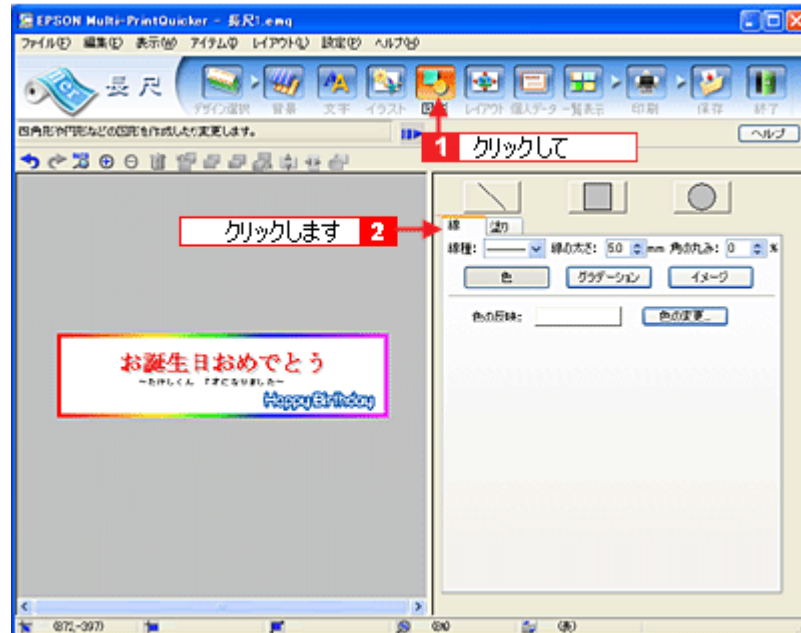 EPSON Multi-PrintQuicker - 長尺1.emq
ファイル(F) 編集(E) 表示(W) アイテム(I) レイアウト(L) 設定(E) ヘルプ(H)
長尺
デザイン選択 背景 文字 イラスト 図形 レイアウト 個人データ 一覧表示 印刷 保存 終了
四角形や円形などの図形を作成したり変更します。
ヘルプ
1 クリックして
クリックします 2
線 塗り
線種: 線の太さ: 5.0 mm 角の丸み: 0 %
色 グラデーション イメージ
色の反映: 色の変更...
お誕生日おめでとう
Happy Birthday
(872,-397) (表)